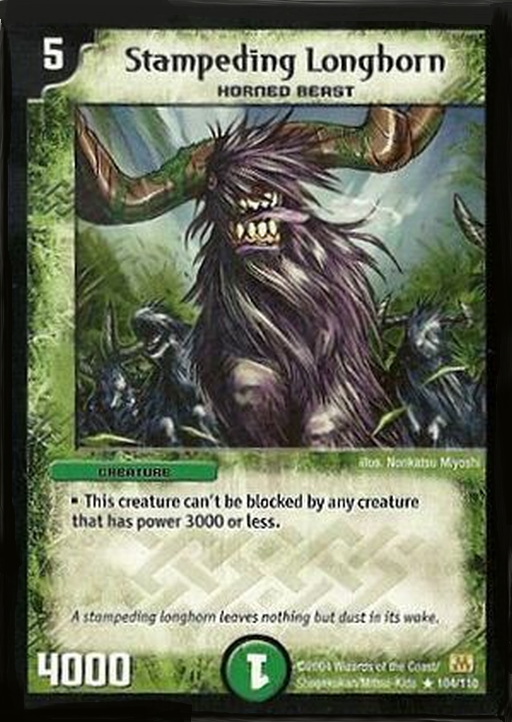 5
Stampeding Longhorn
HORNED BEAST
illus. Norikatsu Miyoshi
CREATURE
▪ This creature can't be blocked by any creature
that has power 3000 or less.
A stampeding longhorn leaves nothing but dust in its wake.
4000
1
©2004 Wizards of the Coast/
Shogakukan/Mitsui-Kids ★ 104/110